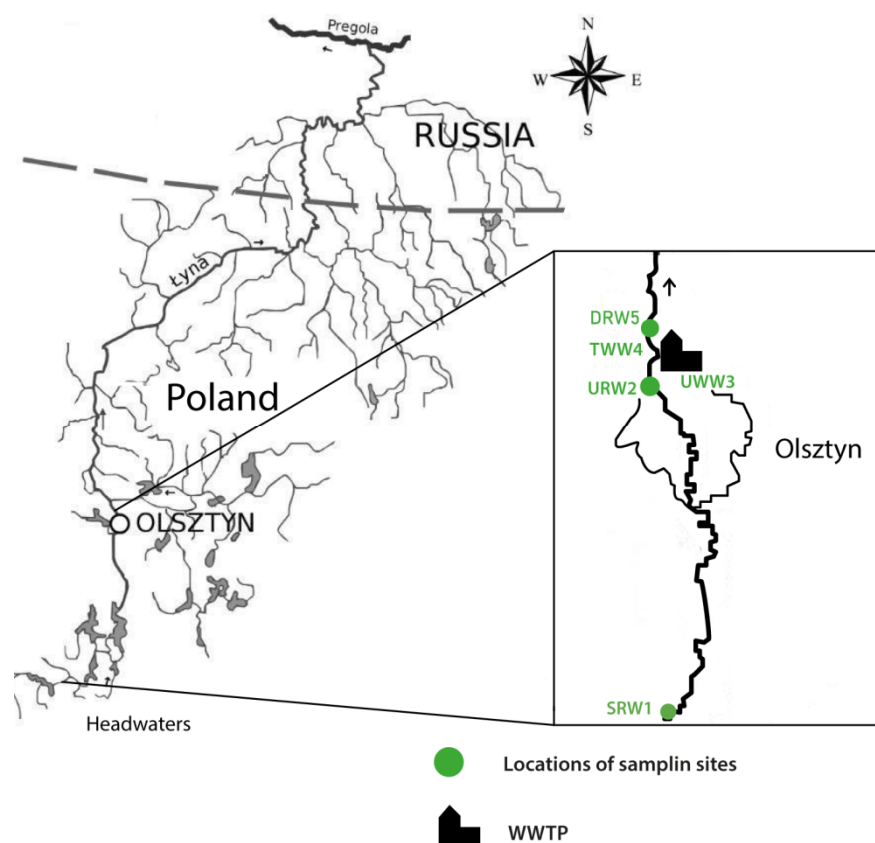 Pregola
N
W E
S
RUSSIA
Łyna
Poland
OLSZTYN
Headwaters
DRW5
TWW4
URW2
UWW3
Olsztyn
SRW1
Locations of samplin sites
WWTP